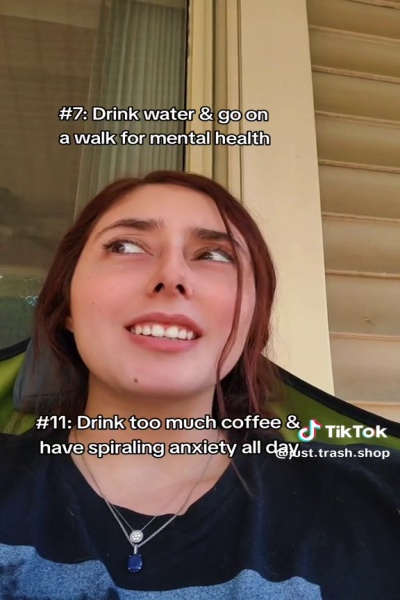 #7: Drink water & go on
a walk for mental health
#11: Drink too much coffee &
have spiraling anxiety all day
TikTok
@just.trash.shop